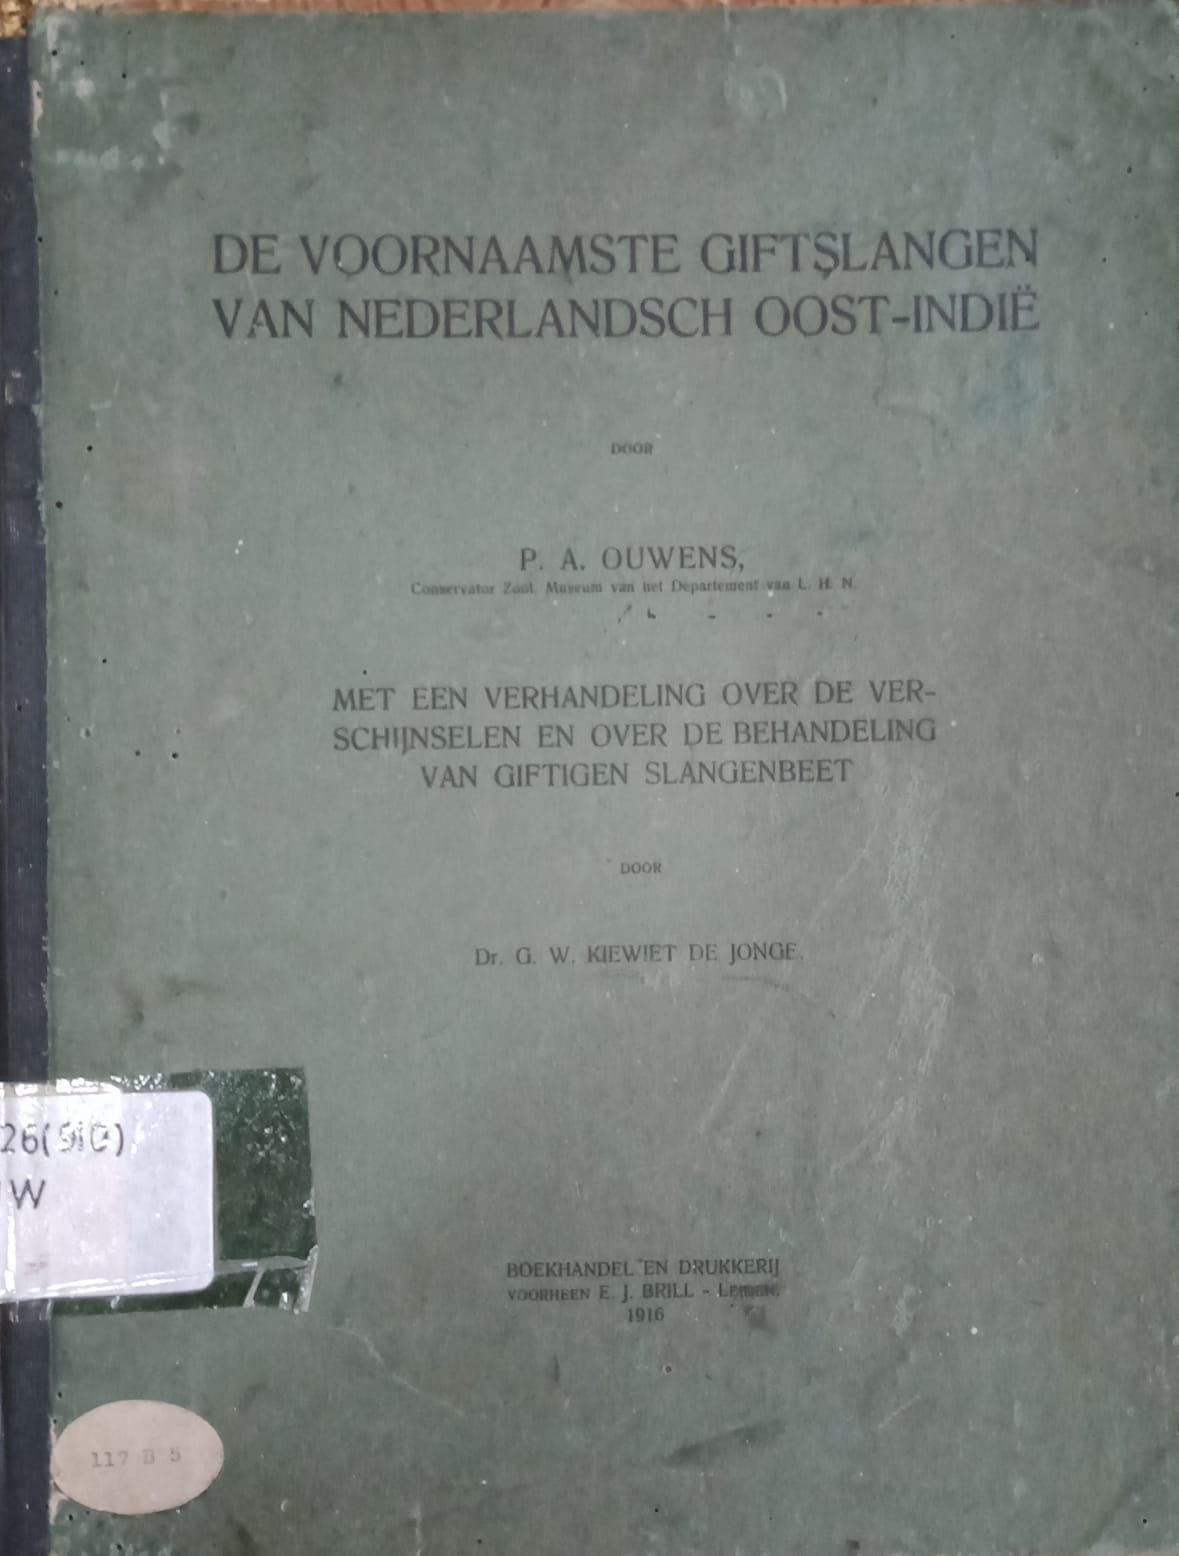 DE VOORNAAMSTE GIFTSLANGEN
VAN NEDERLANDSCH OOST-INDIË
DOOR
P. A. OUWENS,
Conservator Zool. Museum van het Departement van L. H. N.
MET EEN VERHANDELING OVER DE VER-
SCHIJNSELEN EN OVER DE BEHANDELING
VAN GIFTIGEN SLANGENBEET
DOOR
Dr. G. W. KIEWIET DE JONGE.
26(910)
W
BOEKHANDEL EN DRUKKERIJ
VOORHEEN E. J. BRILL - LEIDEN.
1916
117 B 5